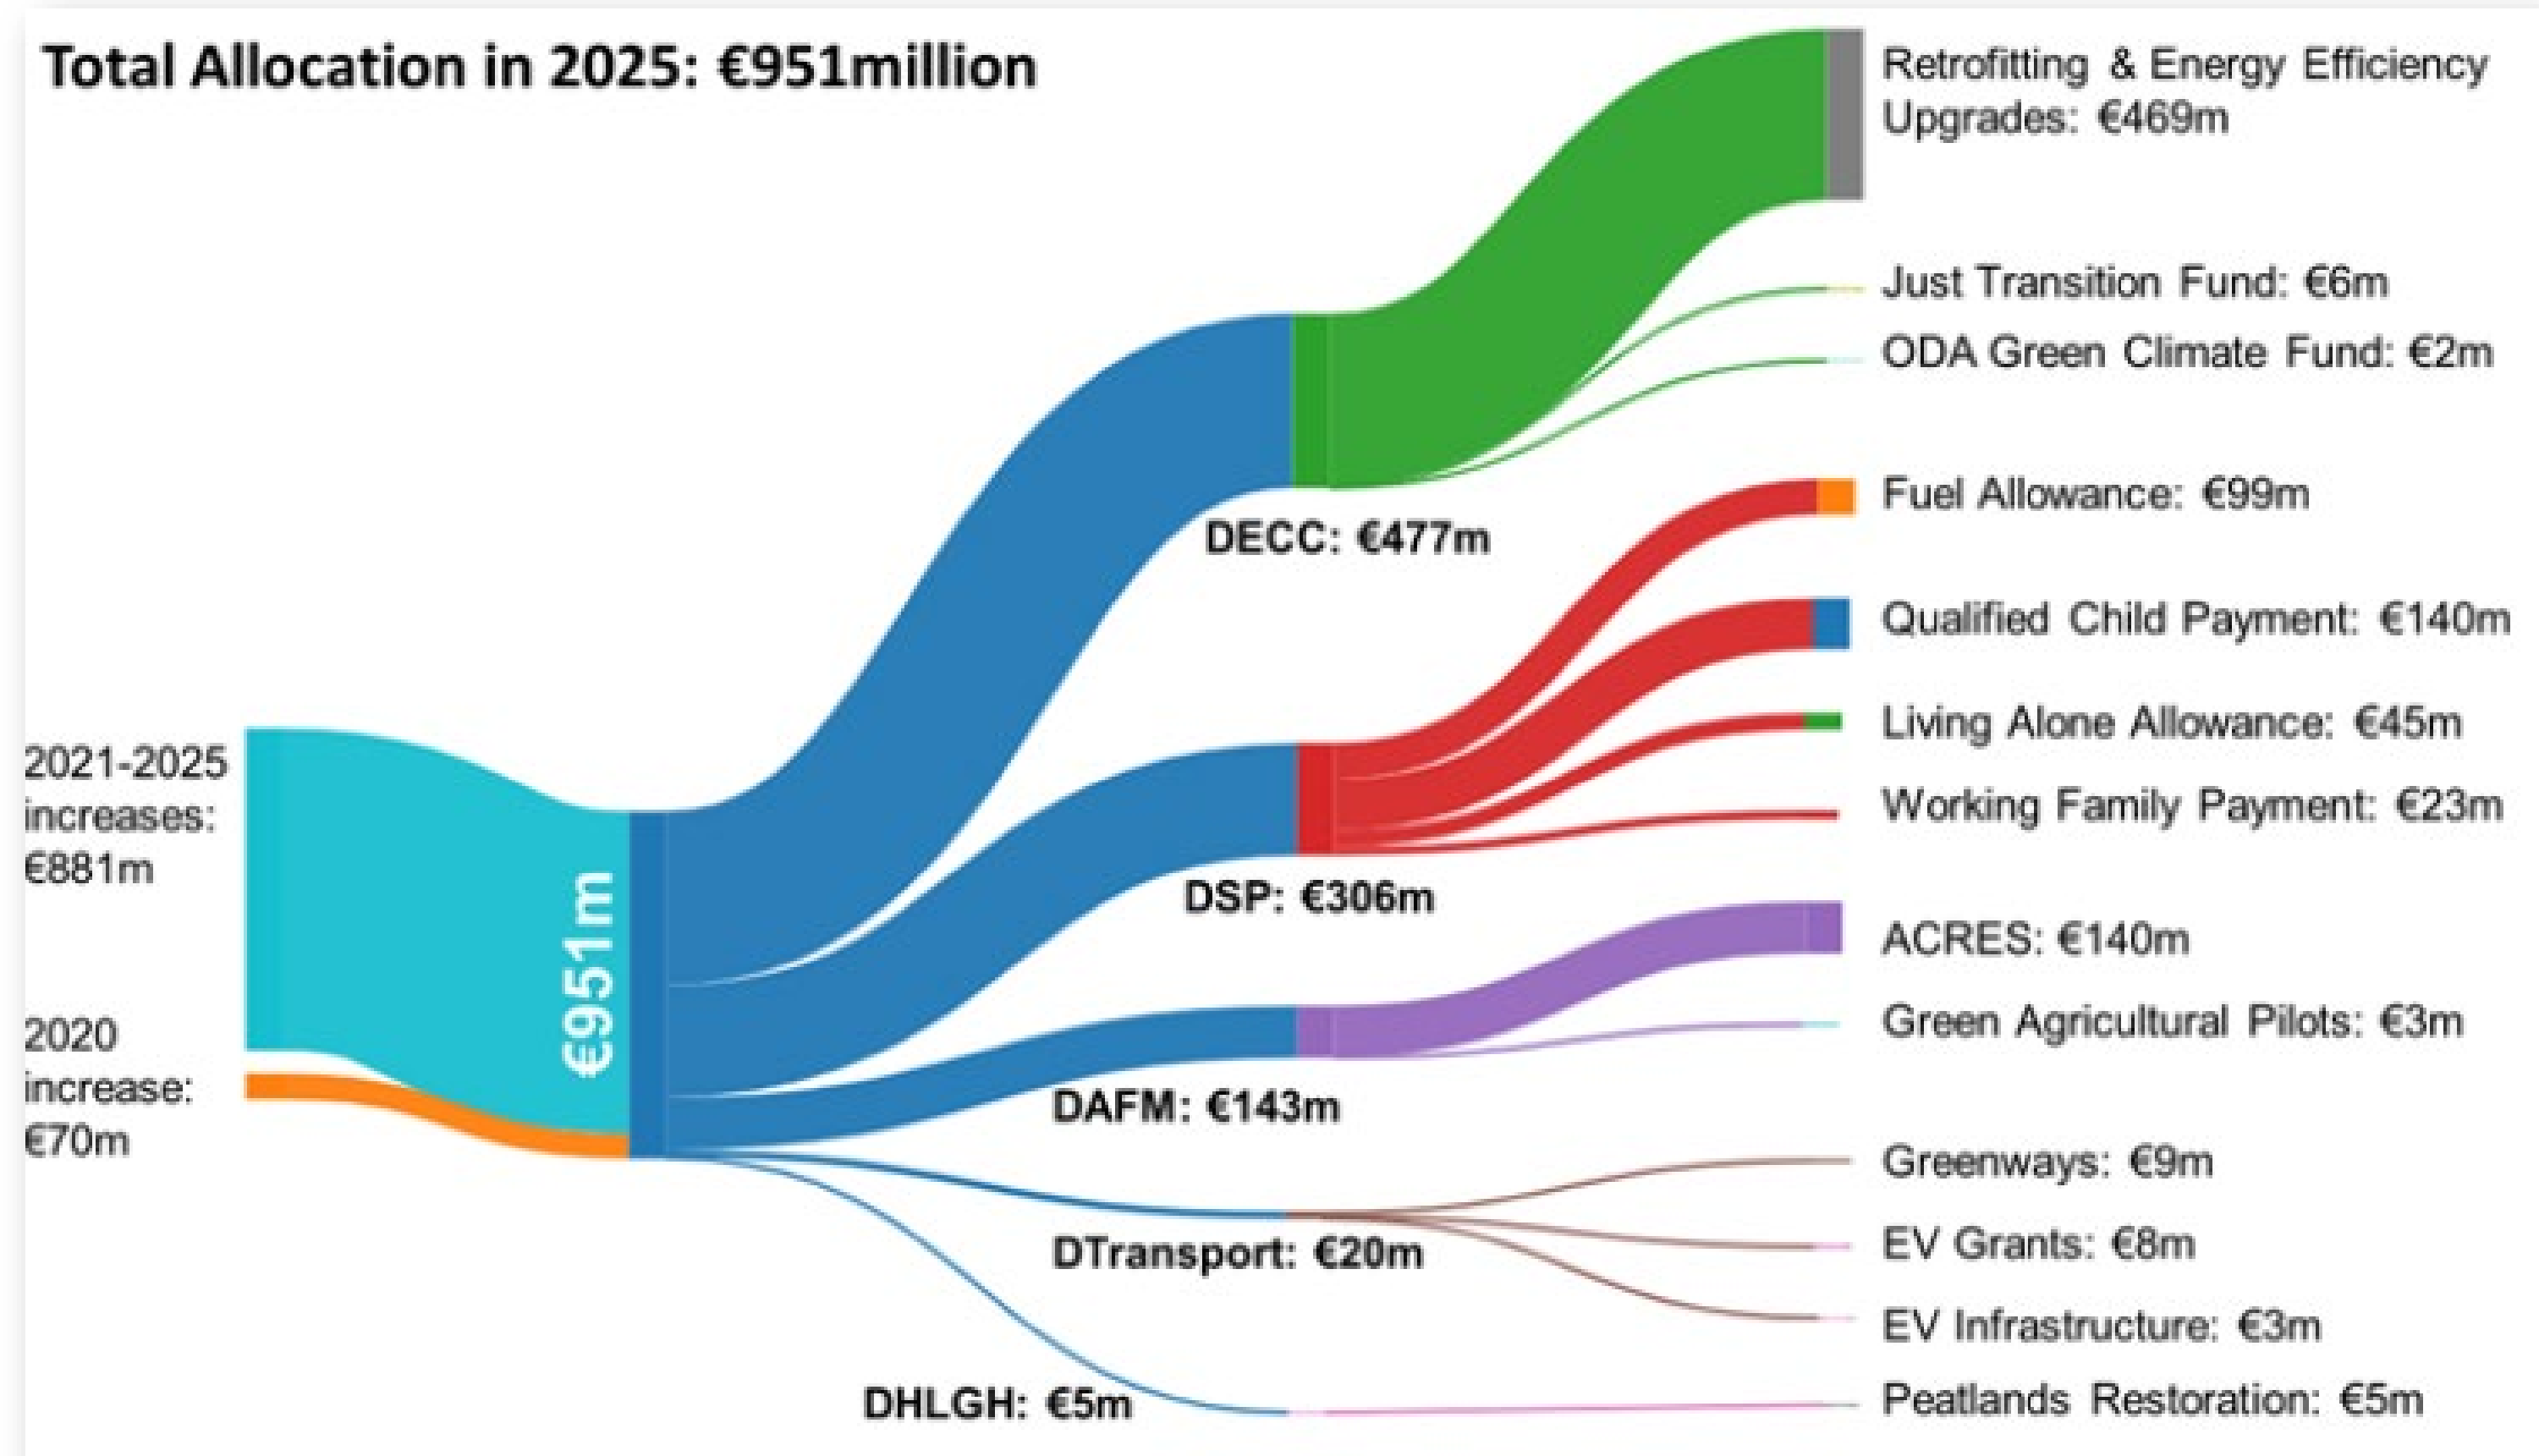 Total Allocation in 2025: €951million
2021-2025
increases:
€881m
2020
increase:
€70m
€951m
DECC: €477m
DSP: €306m
DAFM: €143m
DTransport: €20m
DHLGH: €5m
Retrofitting & Energy Efficiency
Upgrades: €469m
Just Transition Fund: €6m
ODA Green Climate Fund: €2m
Fuel Allowance: €99m
Qualified Child Payment: €140m
Living Alone Allowance: €45m
Working Family Payment: €23m
ACRES: €140m
Green Agricultural Pilots: €3m
Greenways: €9m
EV Grants: €8m
EV Infrastructure: €3m
Peatlands Restoration: €5m